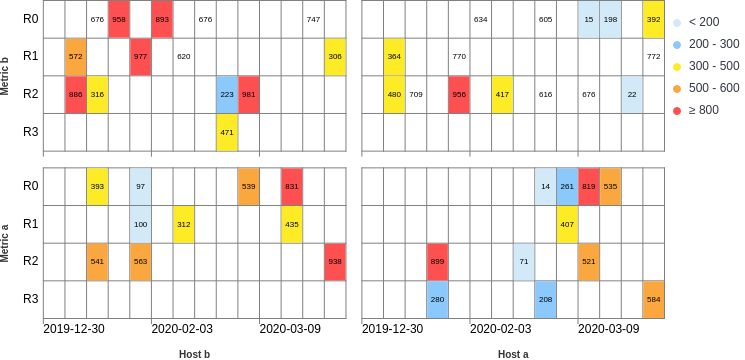 R0 676 958 893 676 747 634 605 15 198 392 < 200
R1 572 977 620 306 364 770 772 200 - 300
300 - 500
R2 886 316 223 981 480 709 956 417 616 676 22 500 - 600
≥ 800
R3 471
Metric b
R0 393 97 539 831 14 261 819 535
R1 100 312 435 407
R2 541 563 938 899 71 521
R3 280 208 584
Metric a
2019-12-30 2020-02-03 2020-03-09 2019-12-30 2020-02-03 2020-03-09
Host b Host a